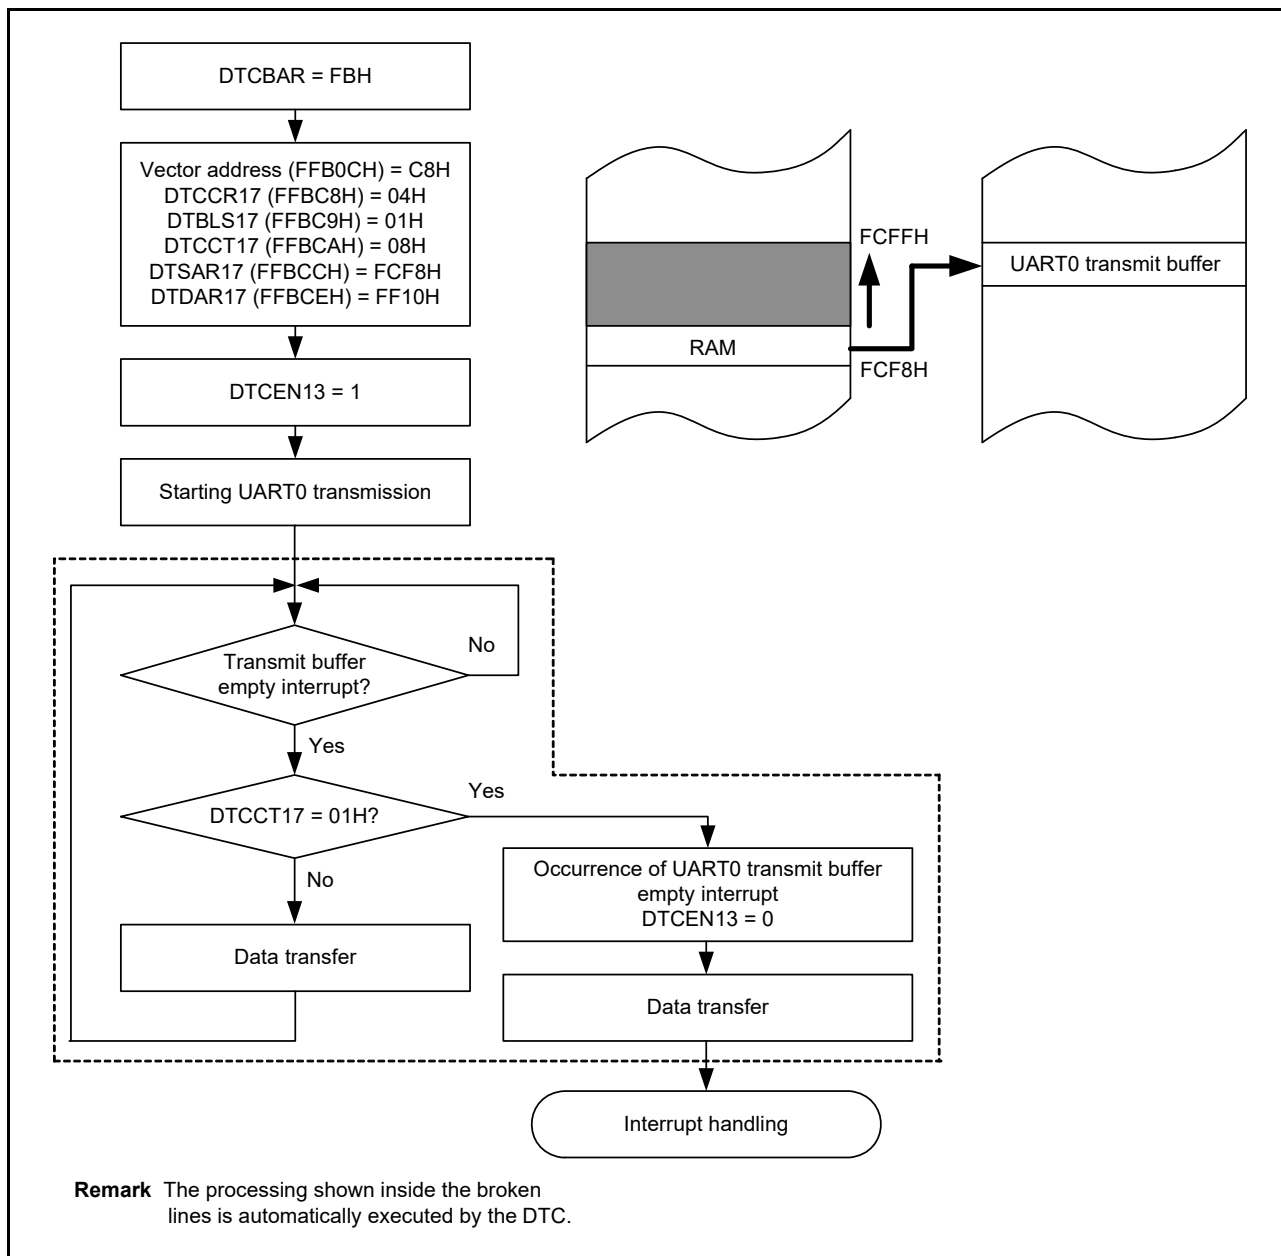 DTCBAR = FBH
Vector address (FFB0CH) = C8H
DTCCR17 (FFBC8H) = 04H
DTBLS17 (FFBC9H) = 01H
DTCCT17 (FFBCAH) = 08H
DTSAR17 (FFBCCH) = FCF8H
DTDAR17 (FFBCEH) = FF10H
DTCEN13 = 1
Starting UART0 transmission
Transmit buffer
empty interrupt?
No
Yes
DTCCT17 = 01H?
Yes
No
Data transfer
Occurrence of UART0 transmit buffer
empty interrupt
DTCEN13 = 0
Data transfer
Interrupt handling
FCFFH
RAM
FCF8H
UART0 transmit buffer
Remark The processing shown inside the broken
lines is automatically executed by the DTC.